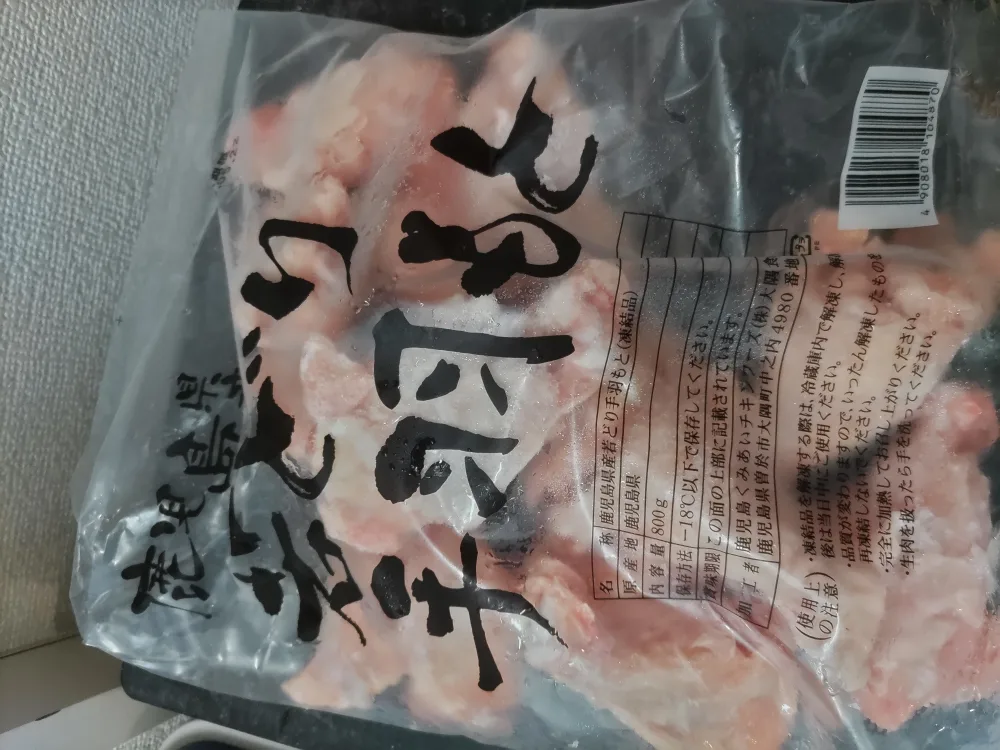 鹿児島県産
若どり
手羽もと
名称 鹿児島県産若どり手羽もと(凍結品)
原産地 鹿児島県
内容量 800g
保存方法 −18℃以下で保存してください。
賞味期限 この面の上部に記載されています。
加工者 鹿児島くみあいチキンフーズ(株)大隅食
鹿児島県曽於市大隅町中之内4980番地
(使用上の注意)
・凍結品を解凍する際は、冷蔵庫内で解凍し、解
後は当日中にご使用ください。
・品質が変わりますので、いったん解凍したものを
再凍結しないでください。
・完全に加熱してお召し上がりください。
・生肉を扱ったら手を洗ってください。
プラ
4 908018 164870